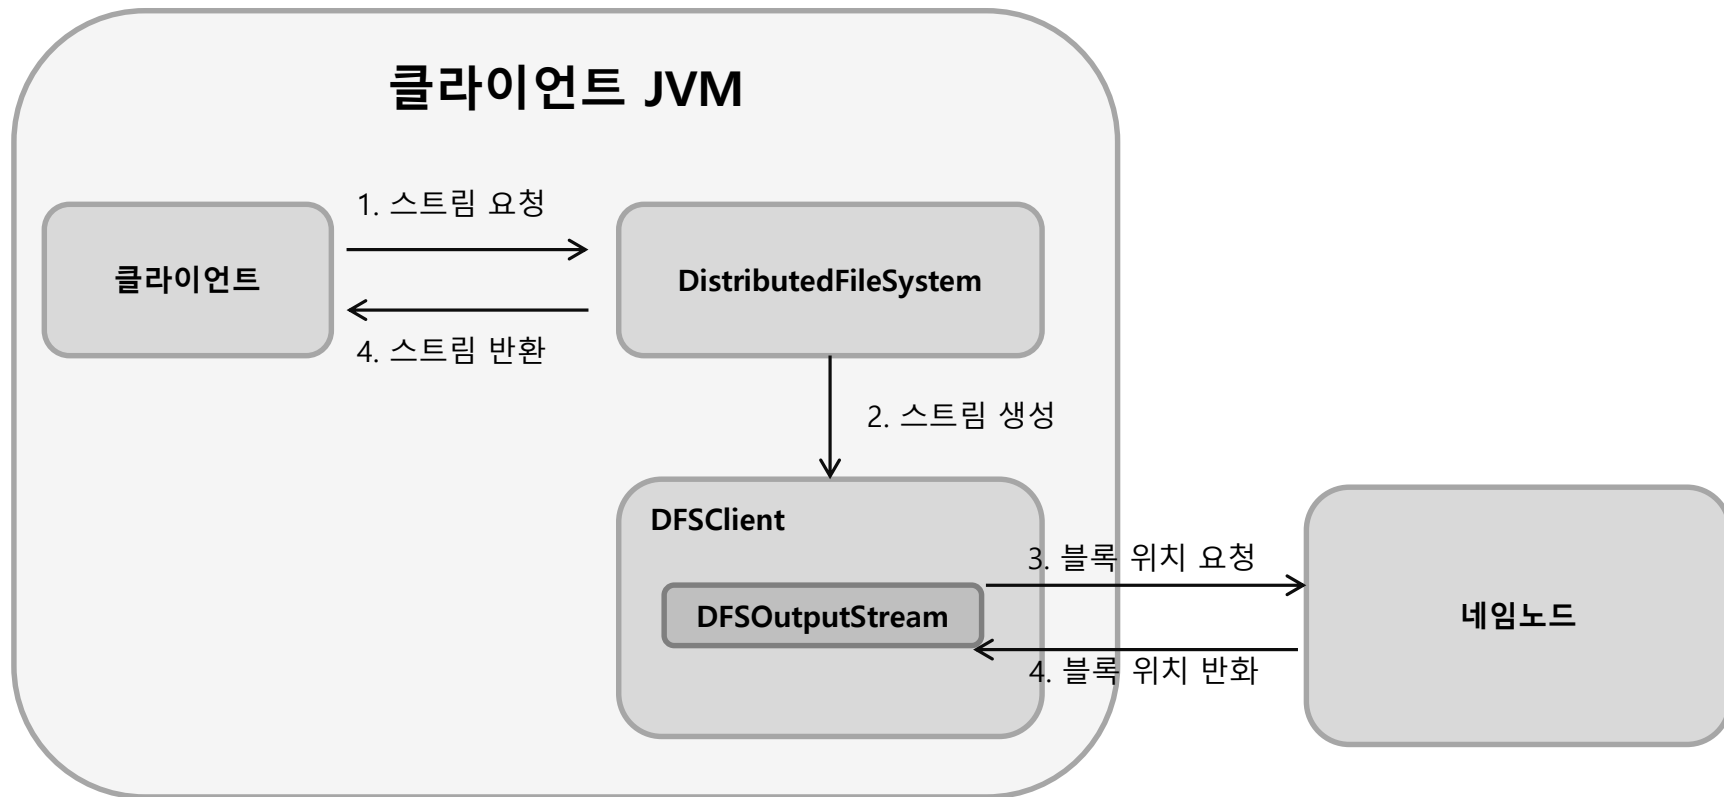 클라이언트 JVM
1. 스트림 요청
클라이언트
DistributedFileSystem
4. 스트림 반환
2. 스트림 생성
DFSClient
3. 블록 위치 요청
DFSOutputStream
네임노드
4. 블록 위치 반화